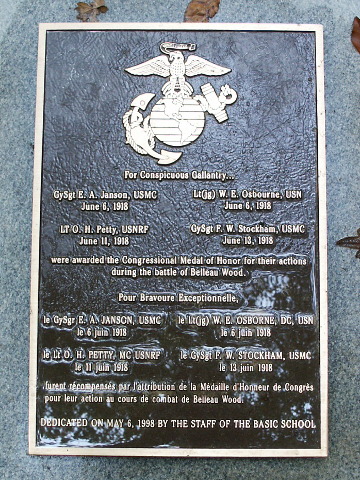 For Conspicuous Gallantry...
GySgt E. A. Janson, USMC Lt(jg) W. E. Osbourne, USN
June 6, 1918 June 6, 1918
LT O. H. Petty, USNRF GySgt F. W. Stockham, USMC
June 11, 1918 June 13, 1918
were awarded the Congressional Medal of Honor for their actions
during the battle of Belleau Wood.
Pour Bravoure Exceptionnelle,
le GySgt E. A. JANSON, USMC le Lt(jg) W. E. OSBORNE, DC, USN
le 6 juin 1918 le 6 juin 1918
le Lt O. H. PETTY, MC USNRF le GySgt F. W. STOCKHAM, USMC
le 11 juin 1918 le 13 juin 1918
furent récompensés par l'attribution de la Médaille d'Honneur de Congrès
pour leur action au cours de combat de Belleau Wood.
DEDICATED ON MAY 6, 1998 BY THE STAFF OF THE BASIC SCHOOL